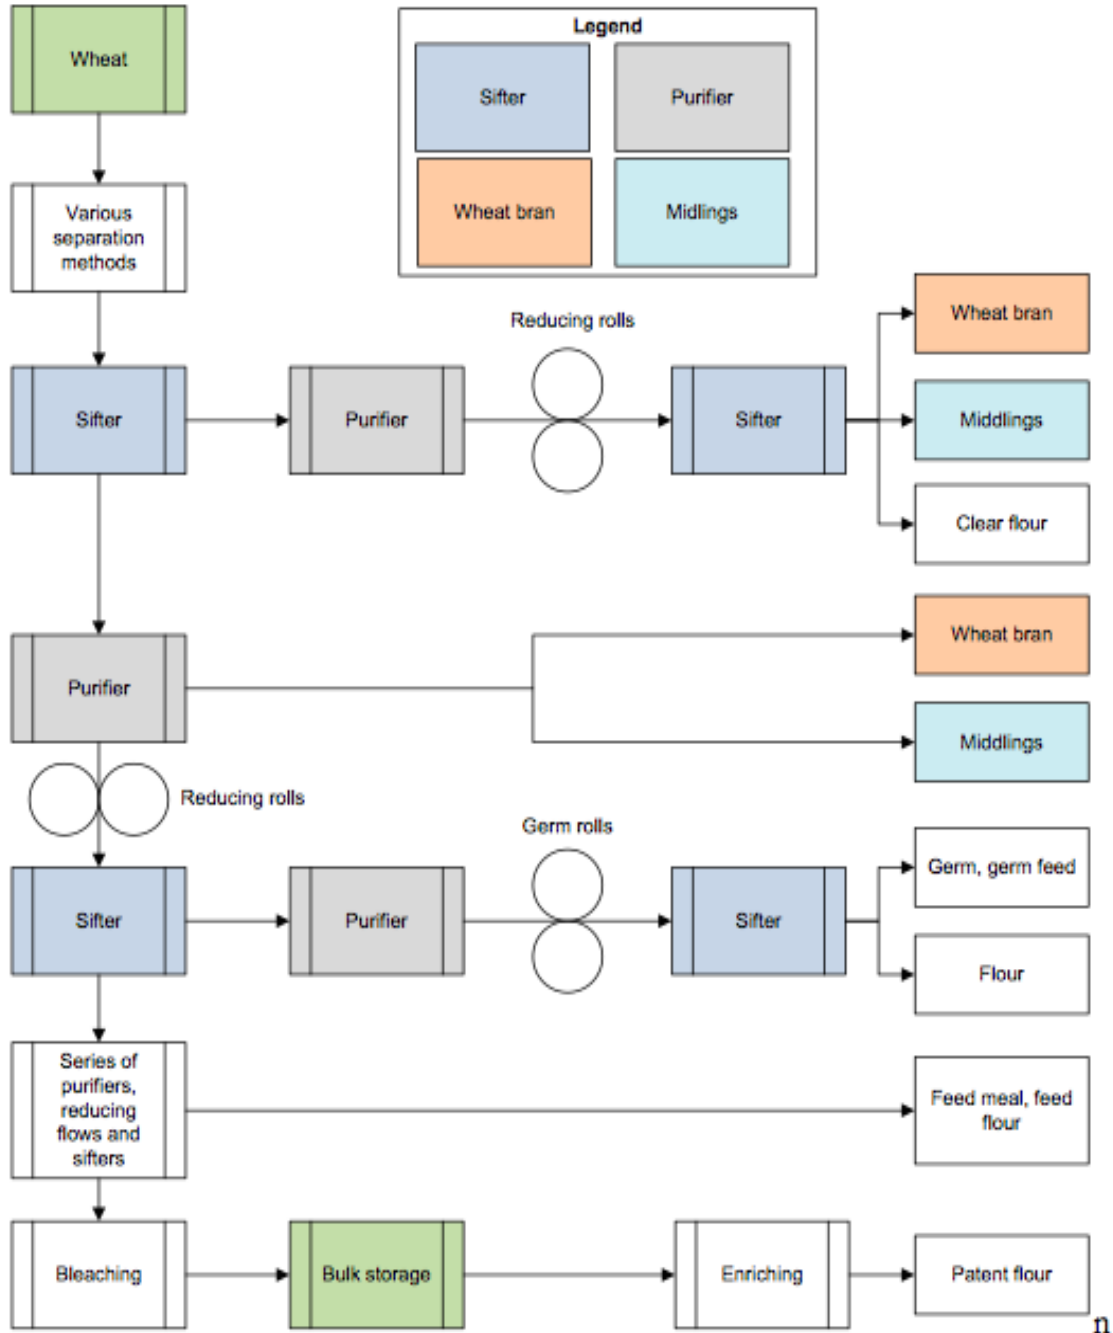 Wheat
Legend
Sifter
Purifier
Wheat bran
Midlings
Various
separation
methods
Reducing rolls
Wheat bran
Sifter
Purifier
Sifter
Middlings
Clear flour
Wheat bran
Purifier
Middlings
Reducing rolls
Germ rolls
Germ, germ feed
Sifter
Purifier
Sifter
Flour
Series of
purifiers,
reducing
flows and
sifters
Feed meal, feed
flour
Bleaching
Bulk storage
Enriching
Patent flour
n